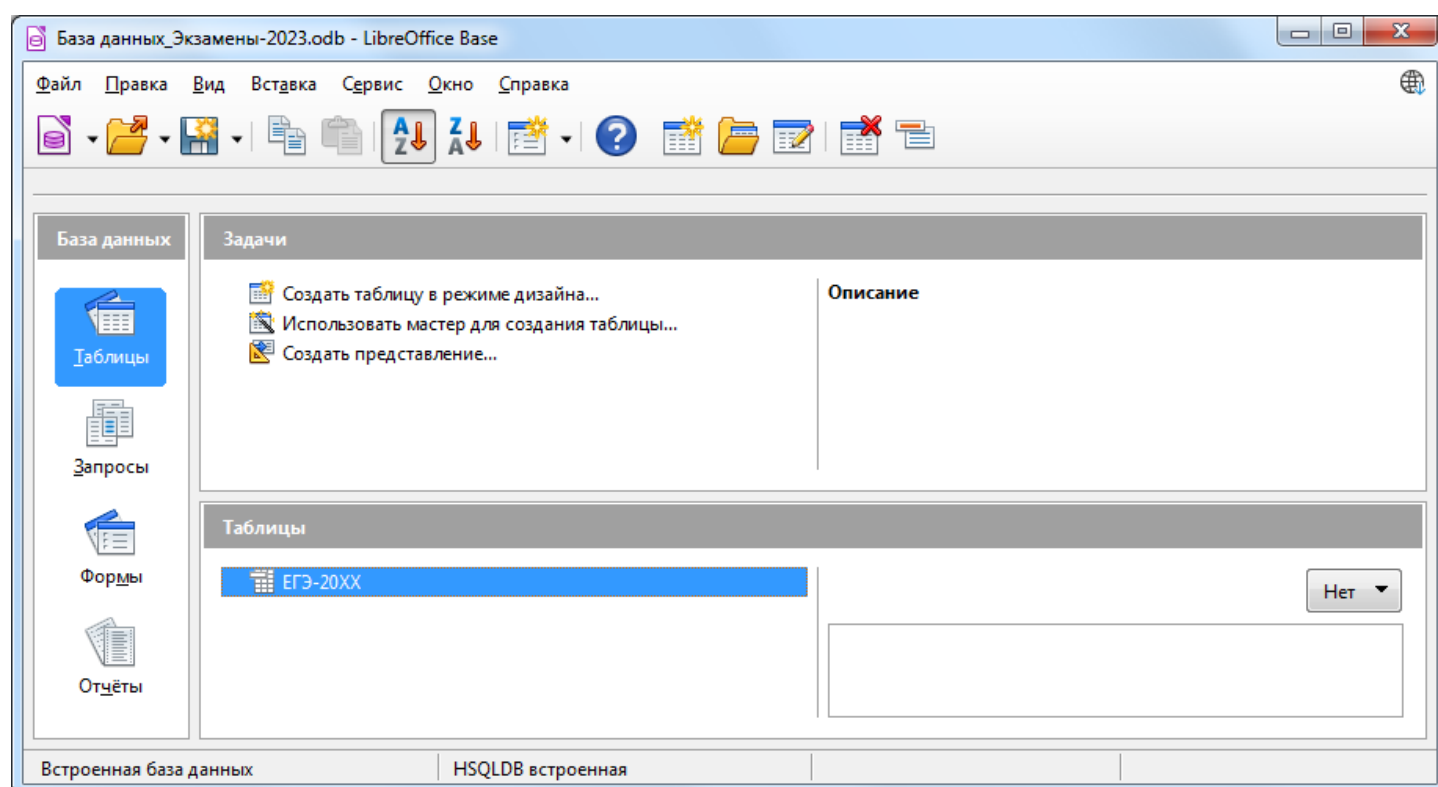 База данных_Экзамены-2023.odb - LibreOffice Base
Файл Правка Вид Вставка Сервис Окно Справка
База данных
Задачи
Таблицы
Запросы
Формы
Отчёты
Создать таблицу в режиме дизайна...
Использовать мастер для создания таблицы...
Создать представление...
Описание
Таблицы
ЕГЭ-20XX
Нет
Встроенная база данных
HSQLDB встроенная